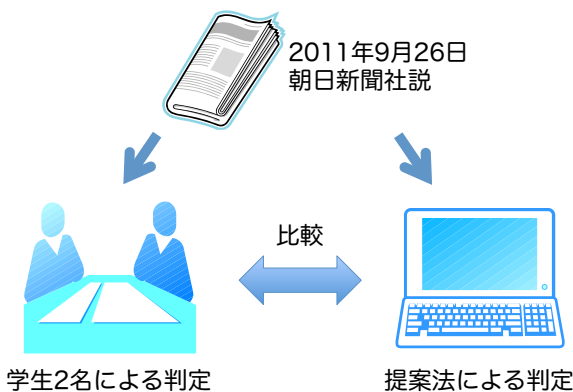 2011年9月26日
朝日新聞社説
比較
学生2名による判定
提案法による判定